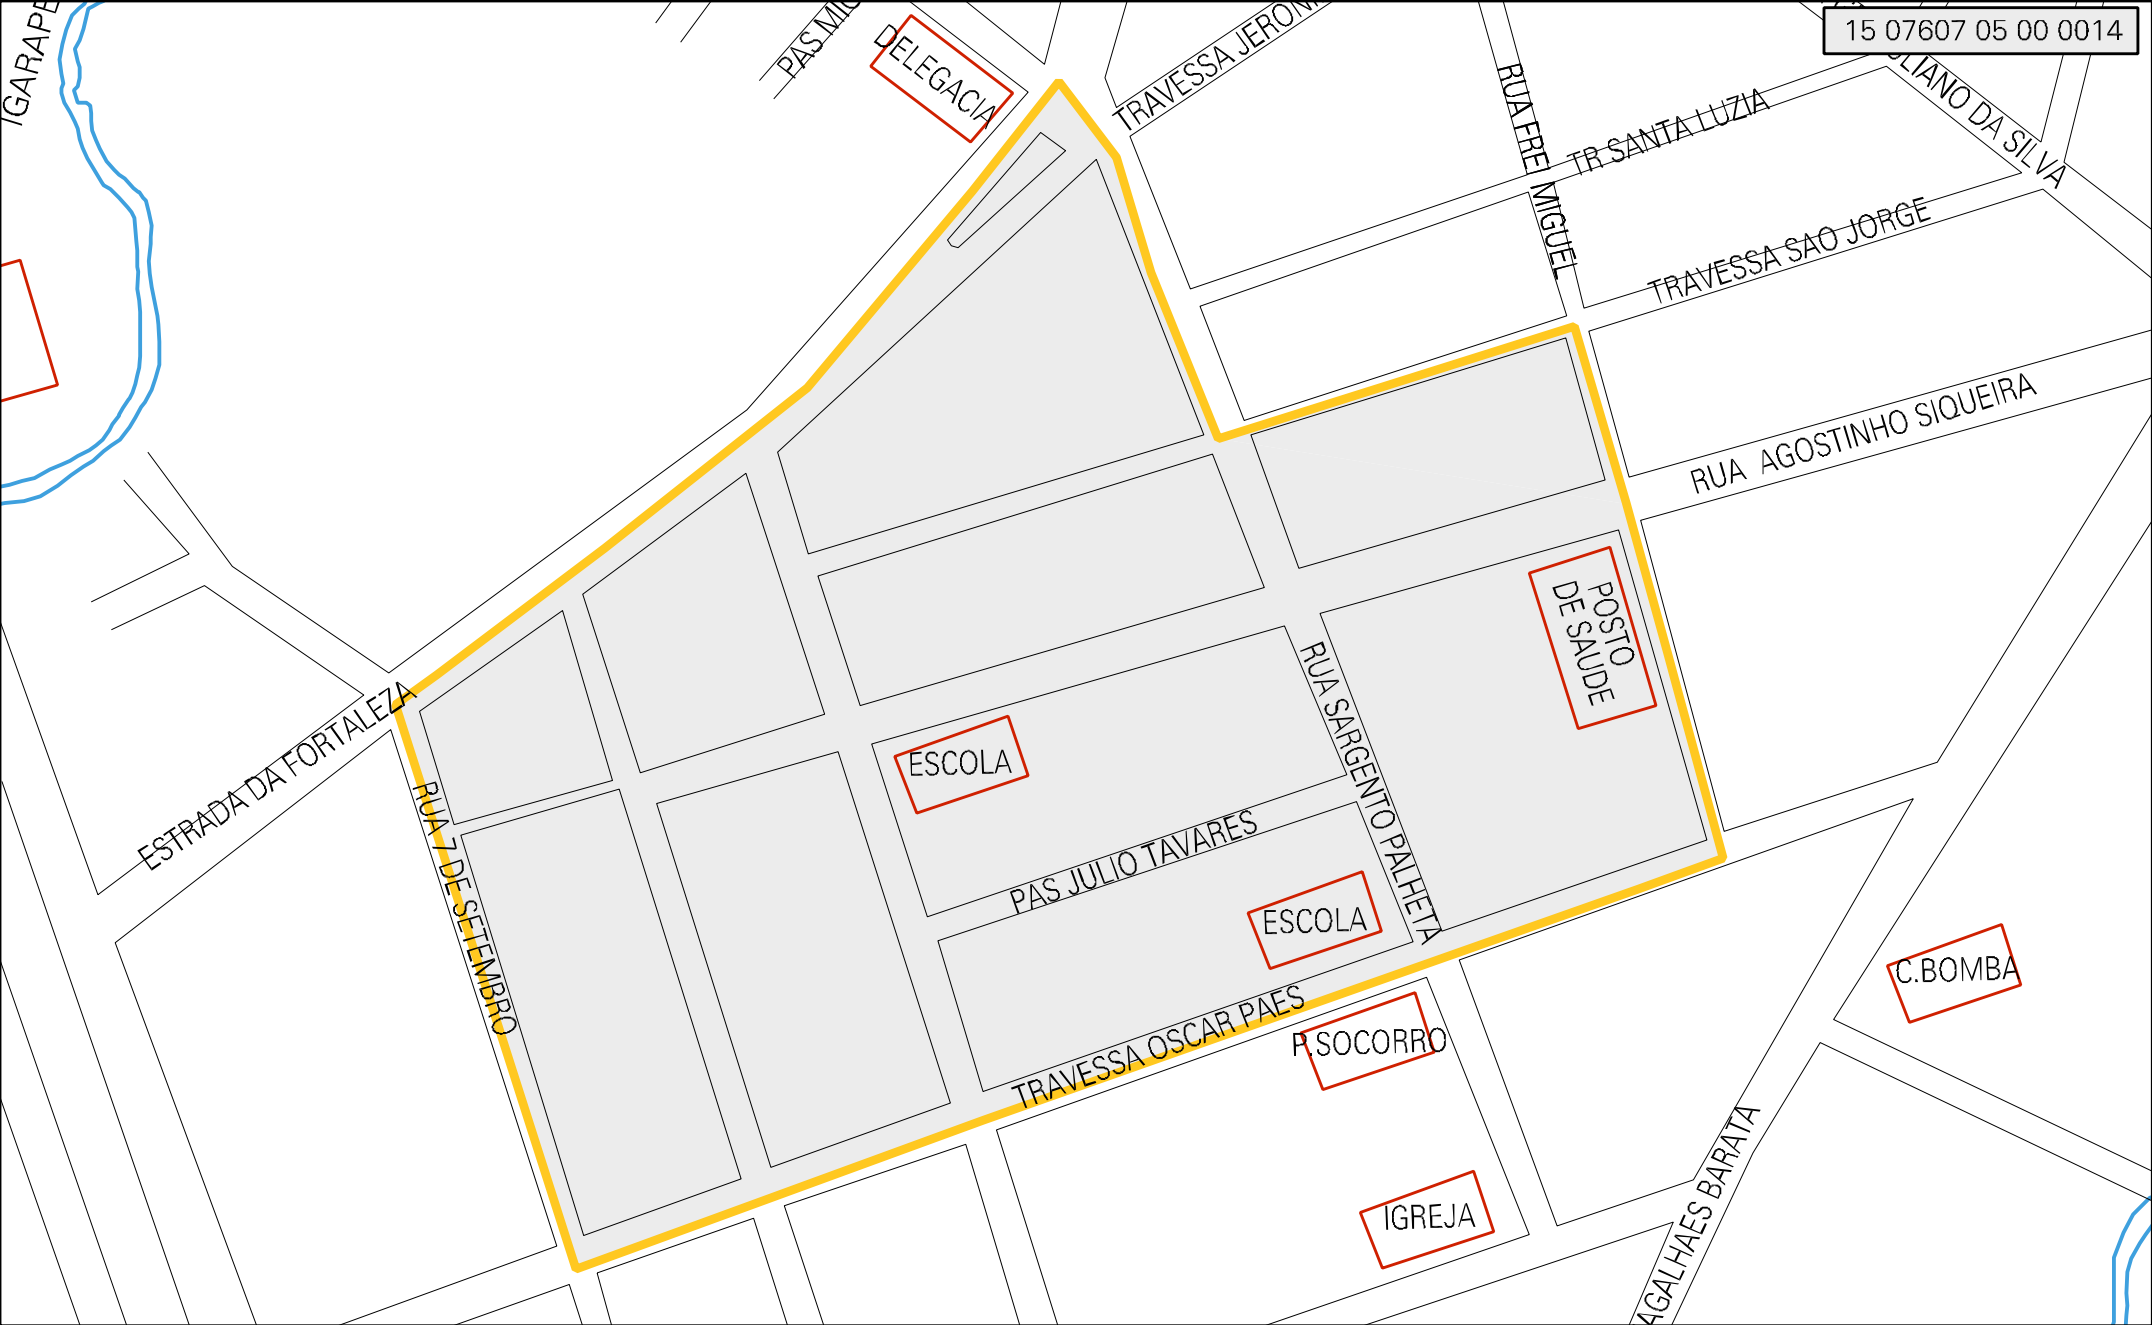 15 07607 05 00 0014
IGARAPE
PAS MIG
DELEGACIA
TRAVESSA JERONI
RUA FREI MIGUEL
TR SANTA LUZIA
LIANO DA SILVA
TRAVESSA SAO JORGE
RUA AGOSTINHO SIQUEIRA
POSTO
DE SAUDE
ESTRADA DA FORTALEZA
RUA 7 DE SETEMBRO
ESCOLA
RUA SARGENTO PALHETA
PAS JULIO TAVARES
ESCOLA
TRAVESSA OSCAR PAES
P.SOCORRO
C.BOMBA
IGREJA
AGALHAES BARATA